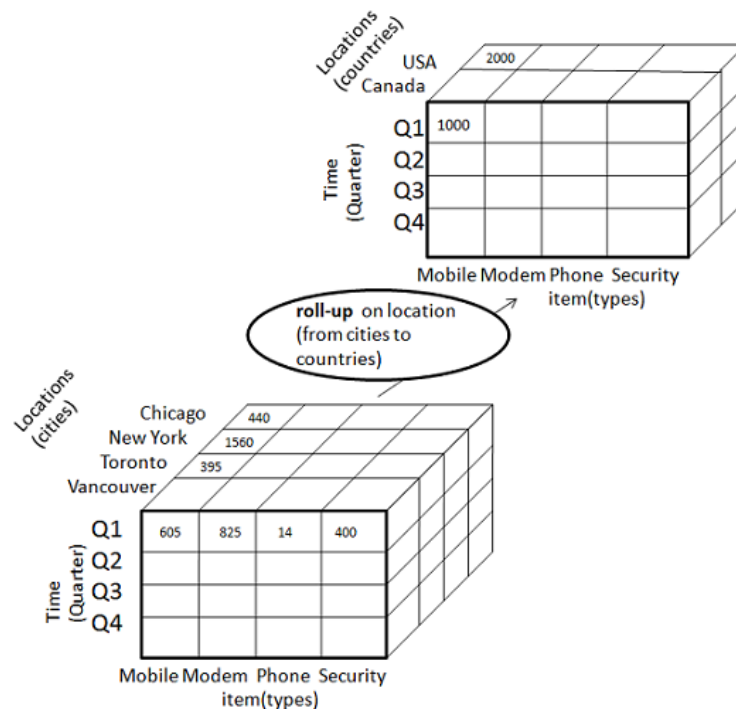 Locations
(countries)
USA 2000
Canada
Q1 1000
Q2
Q3
Q4
Time
(Quarter)
Mobile Modem Phone Security
item(types)
roll-up on location
(from cities to
countries)
Locations
(cities)
Chicago 440
New York 1560
Toronto 395
Vancouver
Q1 605 825 14 400
Q2
Q3
Q4
Time
(Quarter)
Mobile Modem Phone Security
item(types)